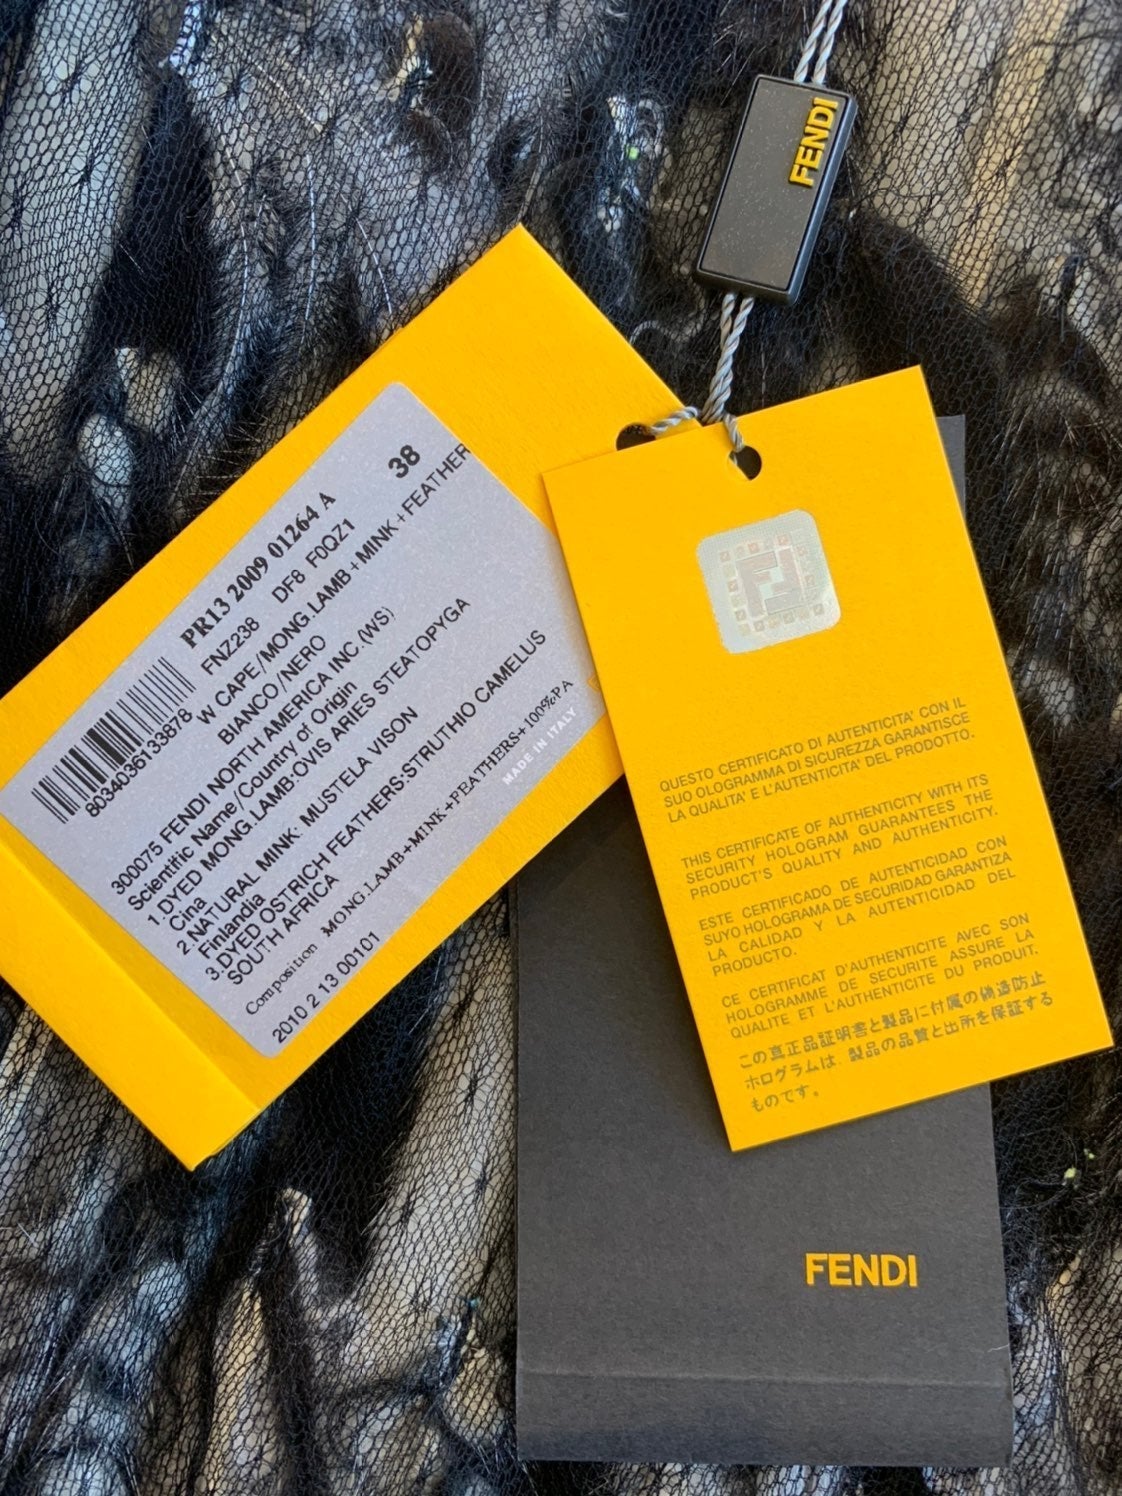 FENDI
38
PR13 2009 01264 A
FNZ238 DF8 F0QZ1
W CAPE/MONG.LAMB+MINK+FEATHER
BIANCO/NERO
8034036133878
300075 FENDI NORTH AMERICA INC.(WS)
Scientific Name/Country of Origin
1.DYED MONG.LAMB:OVIS ARIES STEATOPYGA
Cina
2.NATURAL MINK: MUSTELA VISON
Finlandia
3.DYED OSTRICH FEATHERS:STRUTHIO CAMELUS
SOUTH AFRICA
Composition MONG.LAMB+MINK+FEATHERS+100%PA
MADE IN ITALY
2010 2 13 00101
QUESTO CERTIFICATO DI AUTENTICITA' CON IL
SUO OLOGRAMMA DI SICUREZZA GARANTISCE
LA QUALITA' E L'AUTENTICITA' DEL PRODOTTO.
THIS CERTIFICATE OF AUTHENTICITY WITH ITS
SECURITY HOLOGRAM GUARANTEES THE
PRODUCT'S QUALITY AND AUTHENTICITY.
ESTE CERTIFICADO DE AUTENTICIDAD CON
SUYO HOLOGRAMA DE SECURIDAD GARANTIZA
LA CALIDAD Y LA AUTENTICIDAD DEL
PRODUCTO.
CE CERTIFICAT D'AUTHENTICITE AVEC SON
HOLOGRAMME DE SECURITE ASSURE LA
QUALITE ET L'AUTHENTICITE DU PRODUIT.
この真正品証明書と製品に付属の偽造防止
ホログラムは、製品の品質と出所を保証する
ものです。
FENDI